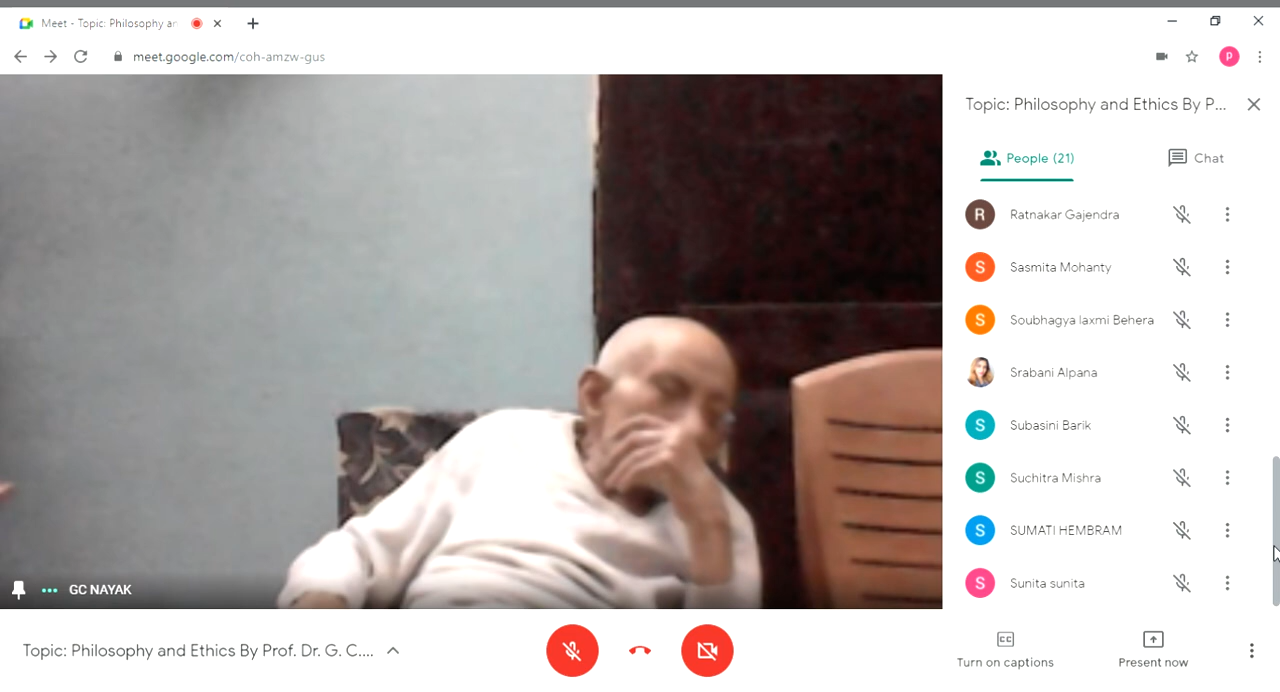 Meet - Topic: Philosophy an
meet.google.com/coh-amzw-gus
P
Topic: Philosophy and Ethics By P...
People (21)
Chat
R Ratnakar Gajendra
S Sasmita Mohanty
S Soubhagya laxmi Behera
Srabani Alpana
S Subasini Barik
S Suchitra Mishra
S SUMATI HEMBRAM
S Sunita sunita
GC NAYAK
Topic: Philosophy and Ethics By Prof. Dr. G. C....
CC
Turn on captions
Present now